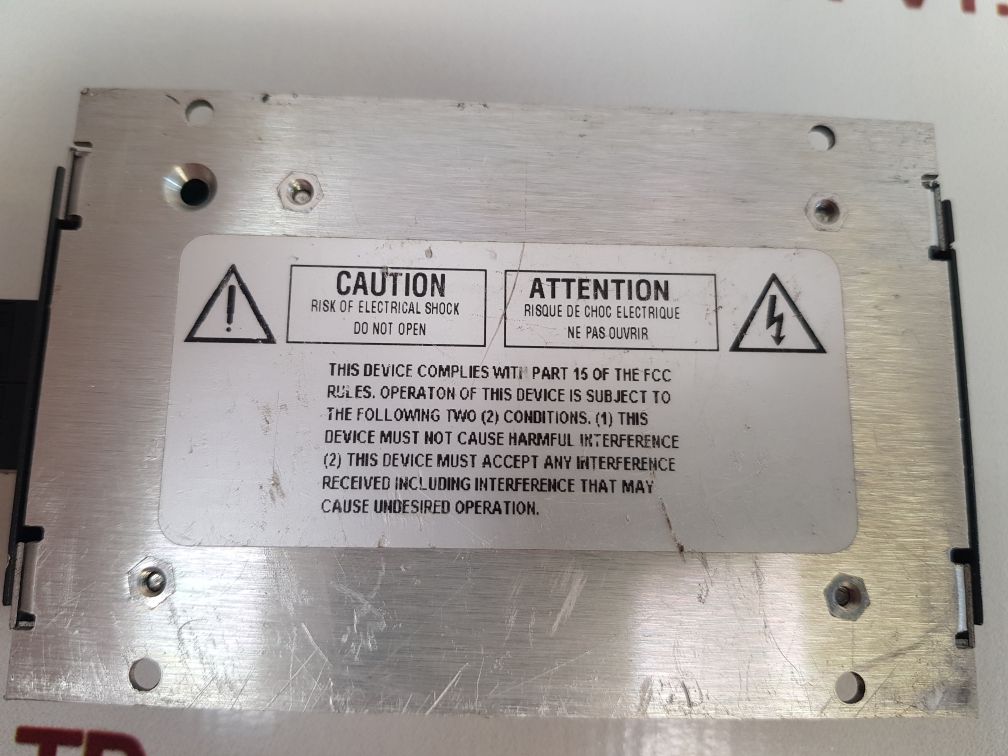 CAUTION
RISK OF ELECTRICAL SHOCK
DO NOT OPEN
ATTENTION
RISQUE DE CHOC ELECTRIQUE
NE PAS OUVRIR
THIS DEVICE COMPLIES WITH PART 15 OF THE FCC
RULES. OPERATON OF THIS DEVICE IS SUBJECT TO
THE FOLLOWING TWO (2) CONDITIONS. (1) THIS
DEVICE MUST NOT CAUSE HARMFUL INTERFERENCE
(2) THIS DEVICE MUST ACCEPT ANY INTERFERENCE
RECEIVED INCLUDING INTERFERENCE THAT MAY
CAUSE UNDESIRED OPERATION.